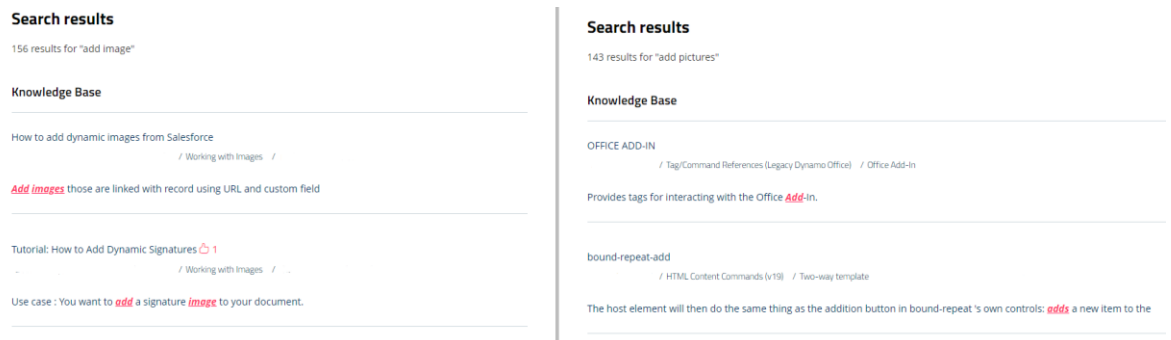 Search results
156 results for "add image"
Knowledge Base
How to add dynamic images from Salesforce
/ Working with Images /
Add images those are linked with record using URL and custom field
Tutorial: How to Add Dynamic Signatures 1
/ Working with Images /
Use case : You want to add a signature image to your document.
Search results
143 results for "add pictures"
Knowledge Base
OFFICE ADD-IN
/ Tag/Command References (Legacy Dynamo Office) / Office Add-In
Provides tags for interacting with the Office Add-In.
bound-repeat-add
/ HTML Content Commands (v19) / Two-way template
The host element will then do the same thing as the addition button in bound-repeat 's own controls: adds a new item to the